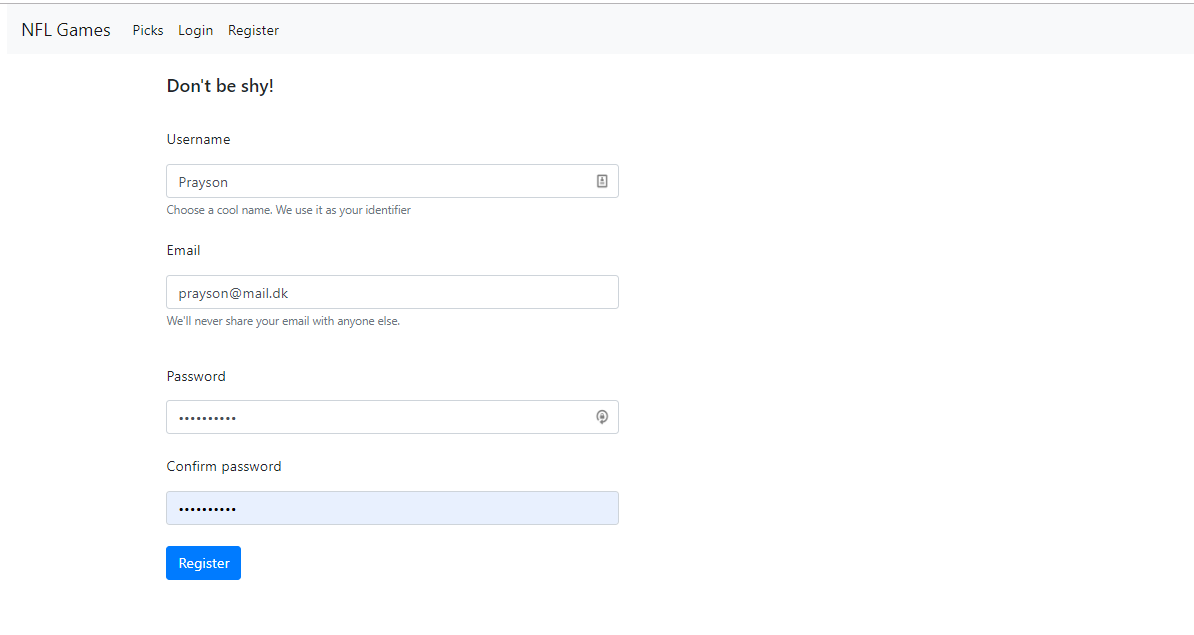 NFL Games Picks Login Register
Don't be shy!
Username
Prayson
Choose a cool name. We use it as your identifier
Email
prayson@mail.dk
We'll never share your email with anyone else.
Password
••••••••••
Confirm password
••••••••••
Register